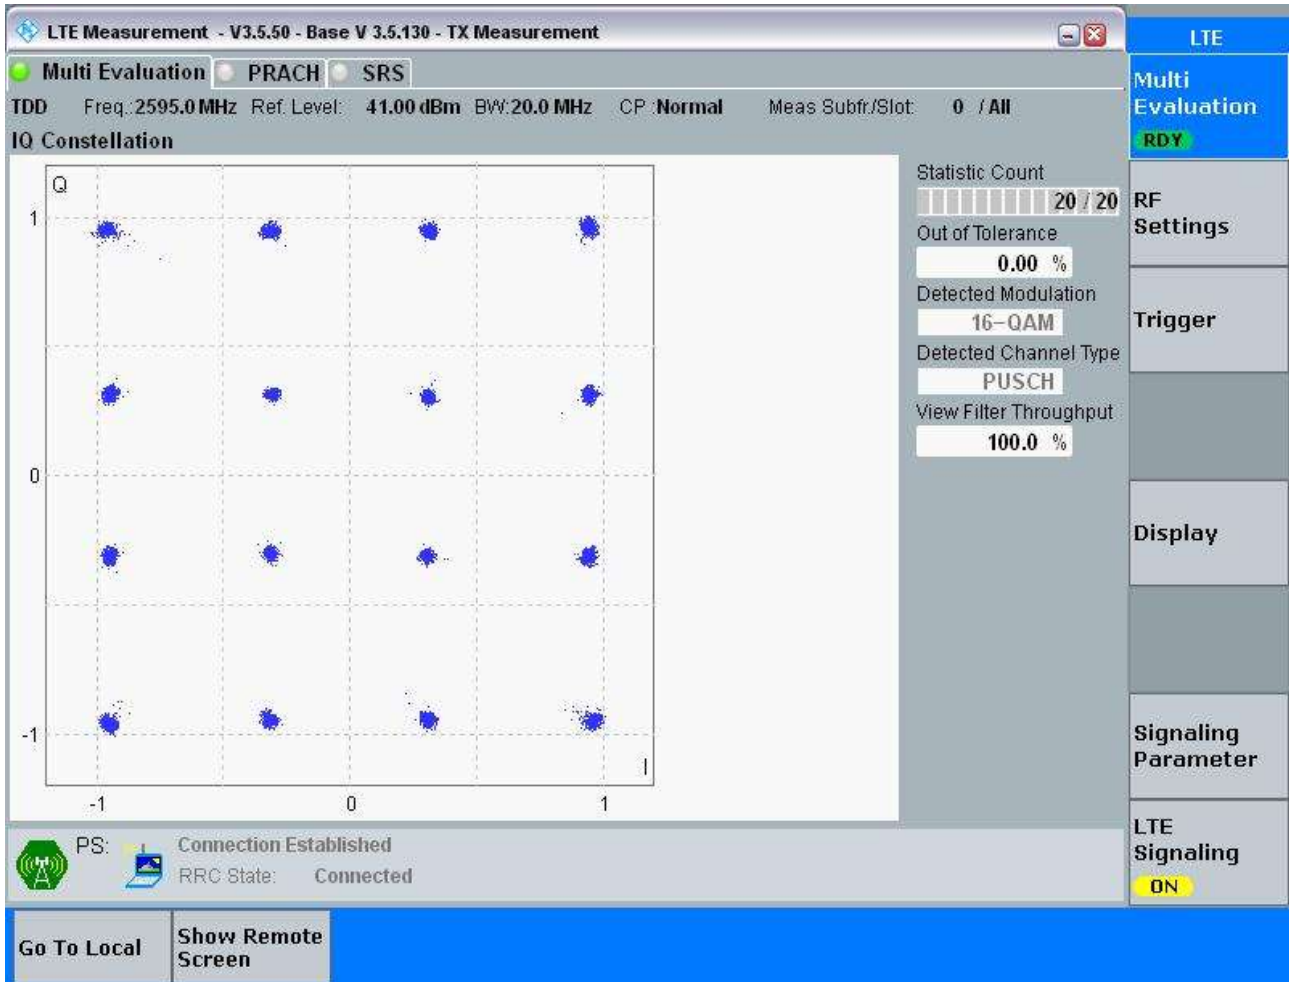 LTE Measurement - V3.5.50 - Base V 3.5.130 - TX Measurement
LTE
Multi Evaluation PRACH SRS
Multi
Evaluation
RDY
TDD Freq.:2595.0 MHz Ref. Level: 41.00 dBm BW:20.0 MHz CP :Normal Meas Subfr./Slot: 0 / All
IQ Constellation
Q
1
0
-1
I
-1 0 1
Statistic Count
20 / 20
Out of Tolerance
0.00 %
Detected Modulation
16-QAM
Detected Channel Type
PUSCH
View Filter Throughput
100.0 %
RF
Settings
Trigger
Display
Signaling
Parameter
LTE
Signaling
ON
PS: Connection Established
RRC State: Connected
Go To Local
Show Remote
Screen